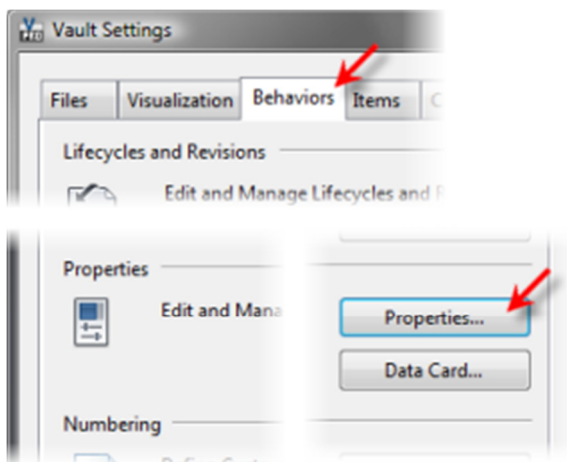 Vault Settings
Files Visualization Behaviors Items
Lifecycles and Revisions
Edit and Manage Lifecycles and
Properties
Edit and Mana
Properties...
Data Card...
Numbering